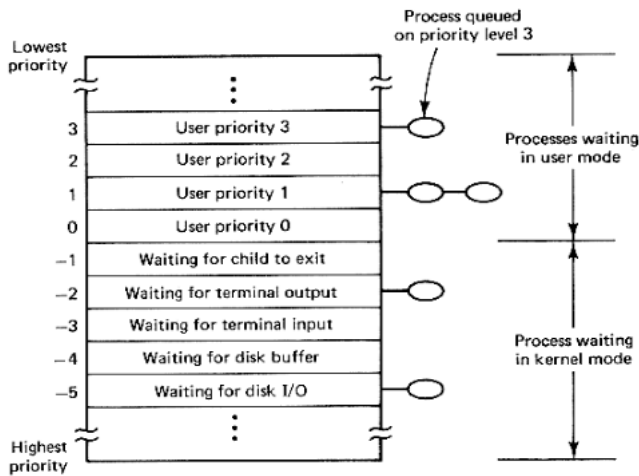 Process queued
on priority level 3
Lowest
priority
3 User priority 3
2 User priority 2
1 User priority 1
0 User priority 0
−1 Waiting for child to exit
−2 Waiting for terminal output
−3 Waiting for terminal input
−4 Waiting for disk buffer
−5 Waiting for disk I/O
Highest
priority
Processes waiting
in user mode
Process waiting
in kernel mode